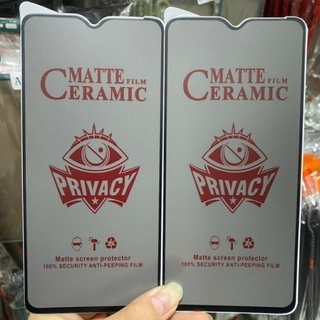 MATTE FILM
CERAMIC
PRIVACY
Matte screen protector
100% SECURITY ANTI-PEEPING FILM
MATTE FILM
CERAMIC
PRIVACY
Matte screen protector
100% SECURITY ANTI-PEEPING FILM